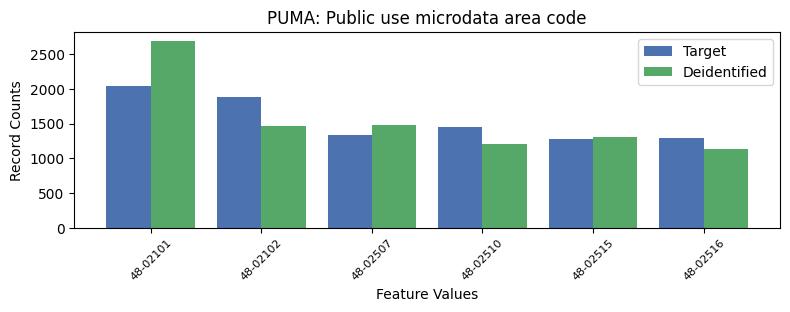 PUMA: Public use microdata area code
Target
Deidentified
Record Counts
2500
2000
1500
1000
500
0
48-02101
48-02102
48-02507
48-02510
48-02515
48-02516
Feature Values